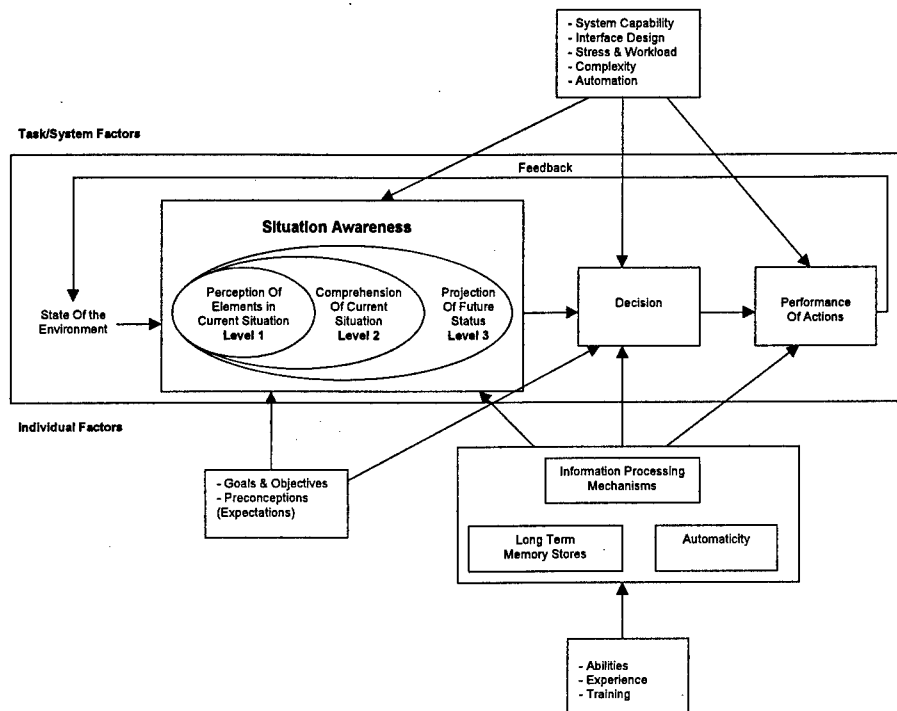 - System Capability
- Interface Design
- Stress & Workload
- Complexity
- Automation
Task/System Factors
Feedback
Situation Awareness
Perception Of
Elements in
Current Situation
Level 1
Comprehension
Of Current
Situation
Level 2
Projection
Of Future
Status
Level 3
State Of the
Environment
Decision
Performance
Of Actions
Individual Factors
- Goals & Objectives
- Preconceptions
(Expectations)
Information Processing
Mechanisms
Long Term
Memory Stores
Automaticity
- Abilities
- Experience
- Training